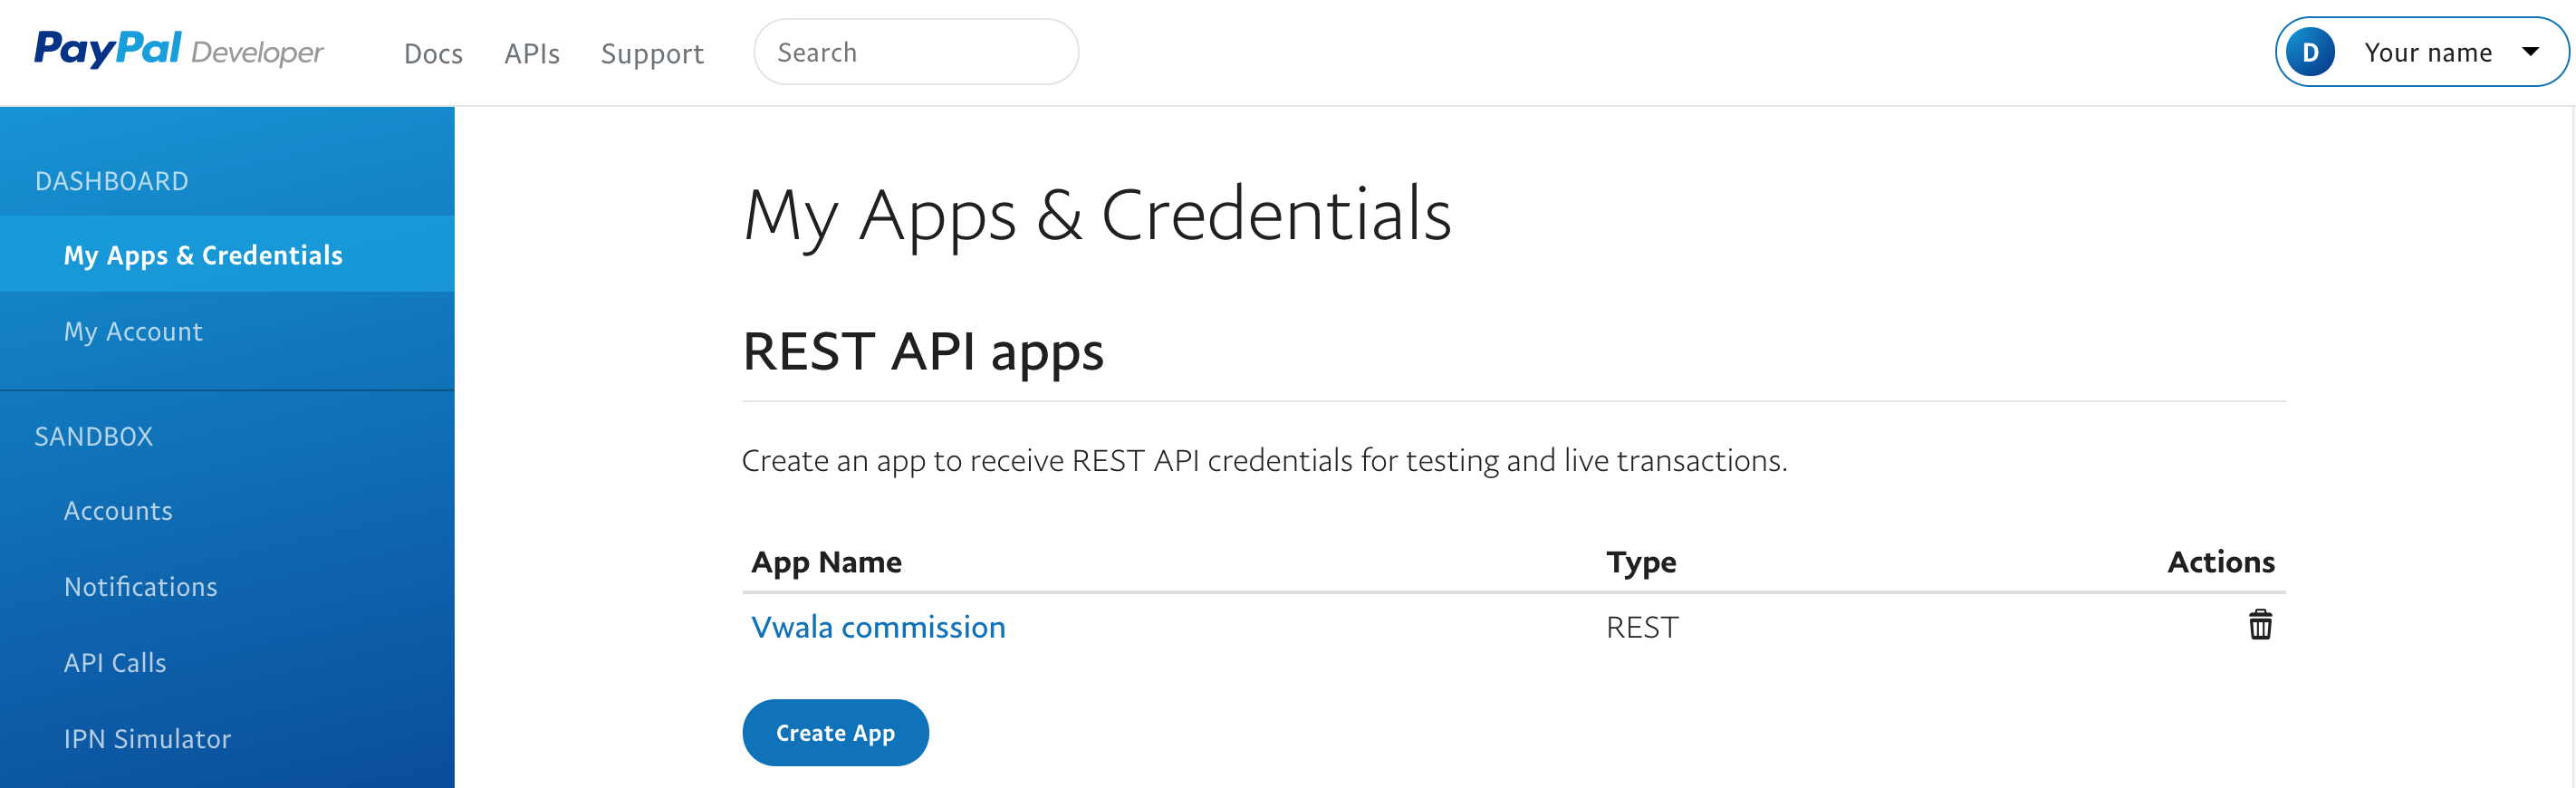 PayPal Developer Docs APIs Support Search D Your name
DASHBOARD
My Apps & Credentials
My Account
SANDBOX
Accounts
Notifications
API Calls
IPN Simulator
My Apps & Credentials
REST API apps
Create an app to receive REST API credentials for testing and live transactions.
App Name Type Actions
Vwala commission REST
Create App